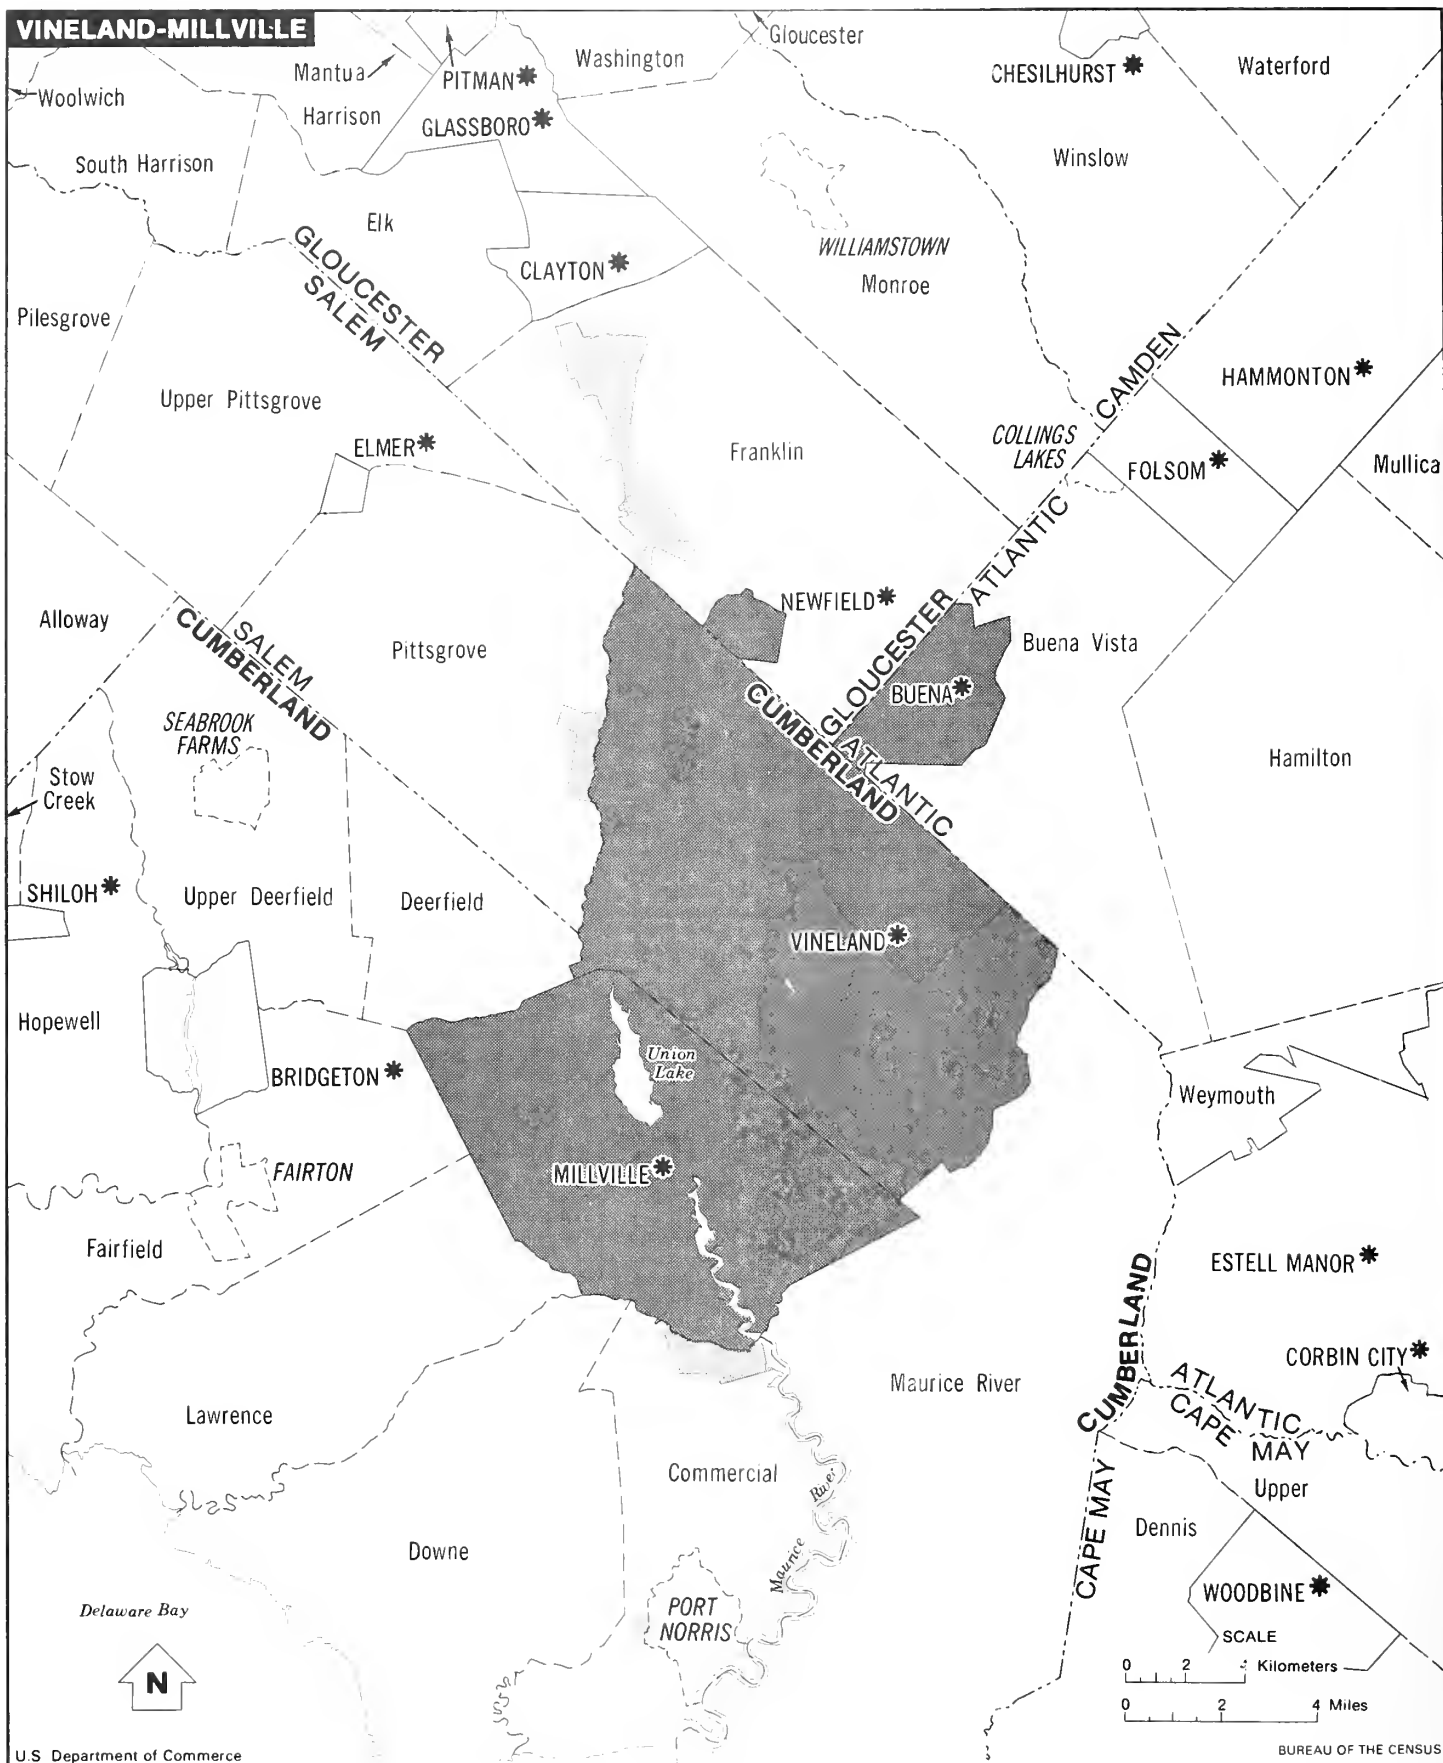 VINELAND-MILLVILLE
Gloucester
Washington
Mantua
PITMAN
CHESILHURST
Waterford
Woolwich
Harrison
GLASSBORO
South Harrison
Winslow
Elk
GLOUCESTER
SALEM
CLAYTON
WILLIAMSTOWN
Monroe
Pilesgrove
CAMDEN
HAMMONTON
Upper Pittsgrove
ELMER
Franklin
COLLINGS
LAKES
FOLSOM
Mullica
ATLANTIC
GLOUCESTER
NEWFIELD
Alloway
SALEM
CUMBERLAND
Pittsgrove
Buena Vista
BUENA
SEABROOK
FARMS
CUMBERLAND
ATLANTIC
Hamilton
Stow
Creek
SHILOH
Upper Deerfield
Deerfield
VINELAND
Hopewell
Union
Lake
BRIDGETON
Weymouth
FAIRTON
MILLVILLE
Fairfield
CUMBERLAND
ESTELL MANOR
CORBIN CITY
Lawrence
Maurice River
ATLANTIC
CAPE MAY
Commercial
Maurice River
CAPE MAY
Upper
Dennis
Downe
WOODBINE
PORT
NORRIS
Delaware Bay
N
SCALE
0 2 4 Kilometers
0 2 4 Miles
U.S Department of Commerce
BUREAU OF THE CENSUS